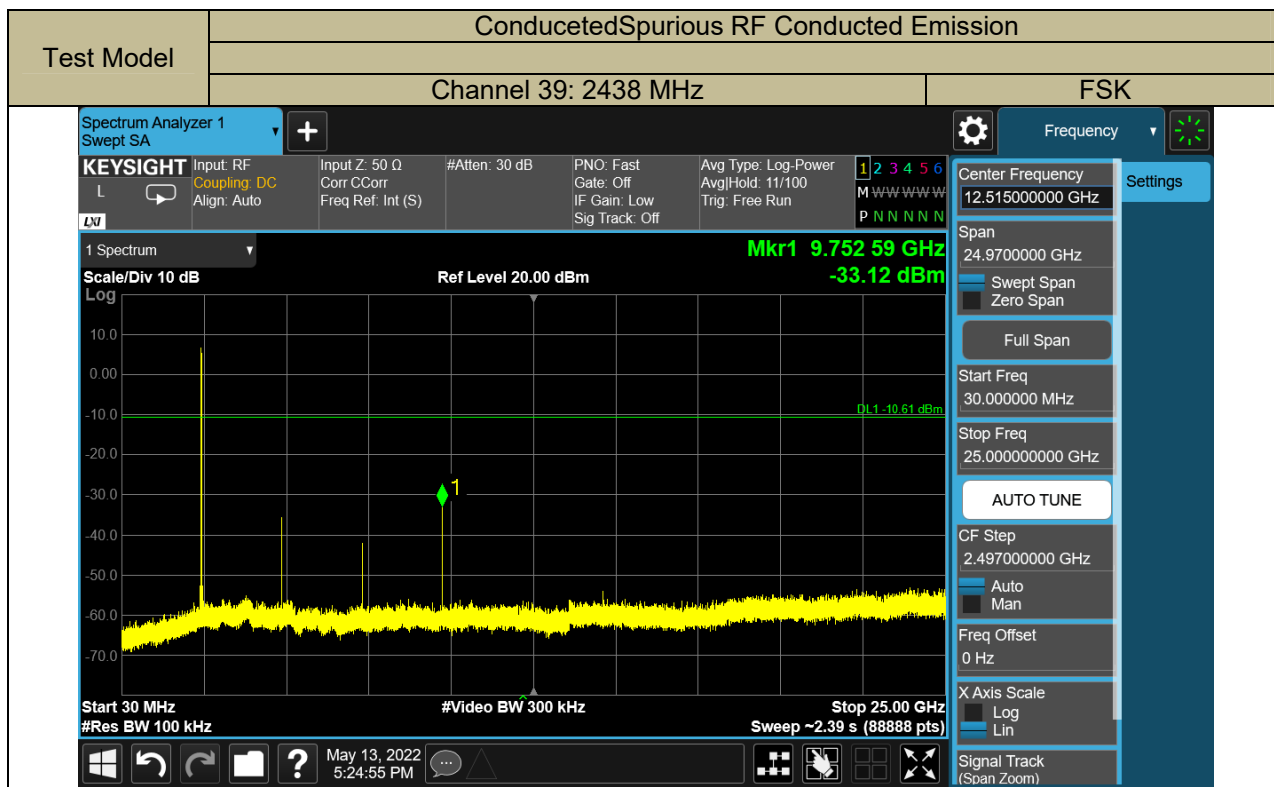 Test Model
ConducetedSpurious RF Conducted Emission
Channel 39: 2438 MHz
FSK
Spectrum Analyzer 1
Swept SA
Frequency
KEYSIGHT
L
LXI
Input: RF
Coupling: DC
Align: Auto
Input Z: 50 Ω
Corr CCorr
Freq Ref: Int (S)
#Atten: 30 dB
PNO: Fast
Gate: Off
IF Gain: Low
Sig Track: Off
Avg Type: Log-Power
Avg|Hold: 11/100
Trig: Free Run
1 2 3 4 5 6
M W W W W W
P N N N N N
1 Spectrum
Mkr1 9.752 59 GHz
Scale/Div 10 dB
Ref Level 20.00 dBm
-33.12 dBm
Log
10.0
0.00
-10.0
DL1 -10.61 dBm
-20.0
-30.0
1
-40.0
-50.0
-60.0
-70.0
Start 30 MHz
#Video BW 300 kHz
Stop 25.00 GHz
#Res BW 100 kHz
Sweep ~2.39 s (88888 pts)
Center Frequency
12.515000000 GHz
Settings
Span
24.9700000 GHz
Swept Span
Zero Span
Full Span
Start Freq
30.000000 MHz
Stop Freq
25.000000000 GHz
AUTO TUNE
CF Step
2.497000000 GHz
Auto
Man
Freq Offset
0 Hz
X Axis Scale
Log
Lin
Signal Track
(Span Zoom)
?
May 13, 2022
5:24:55 PM